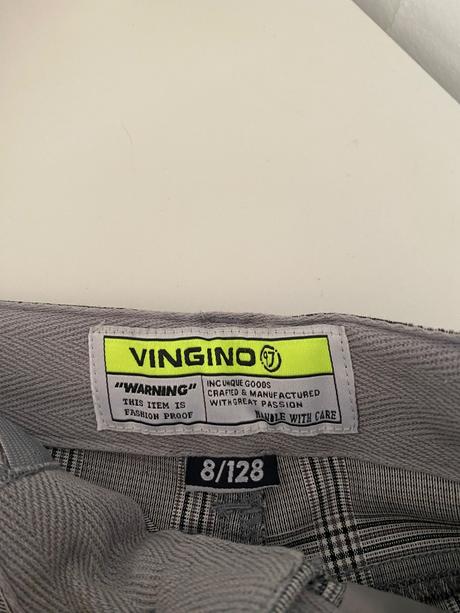 VINGINO 97
"WARNING"
THIS ITEM IS
FASHION PROOF
INC UNIQUE GOODS
CRAFTED & MANUFACTURED
WITH GREAT PASSION
HANDLE WITH CARE
8/128